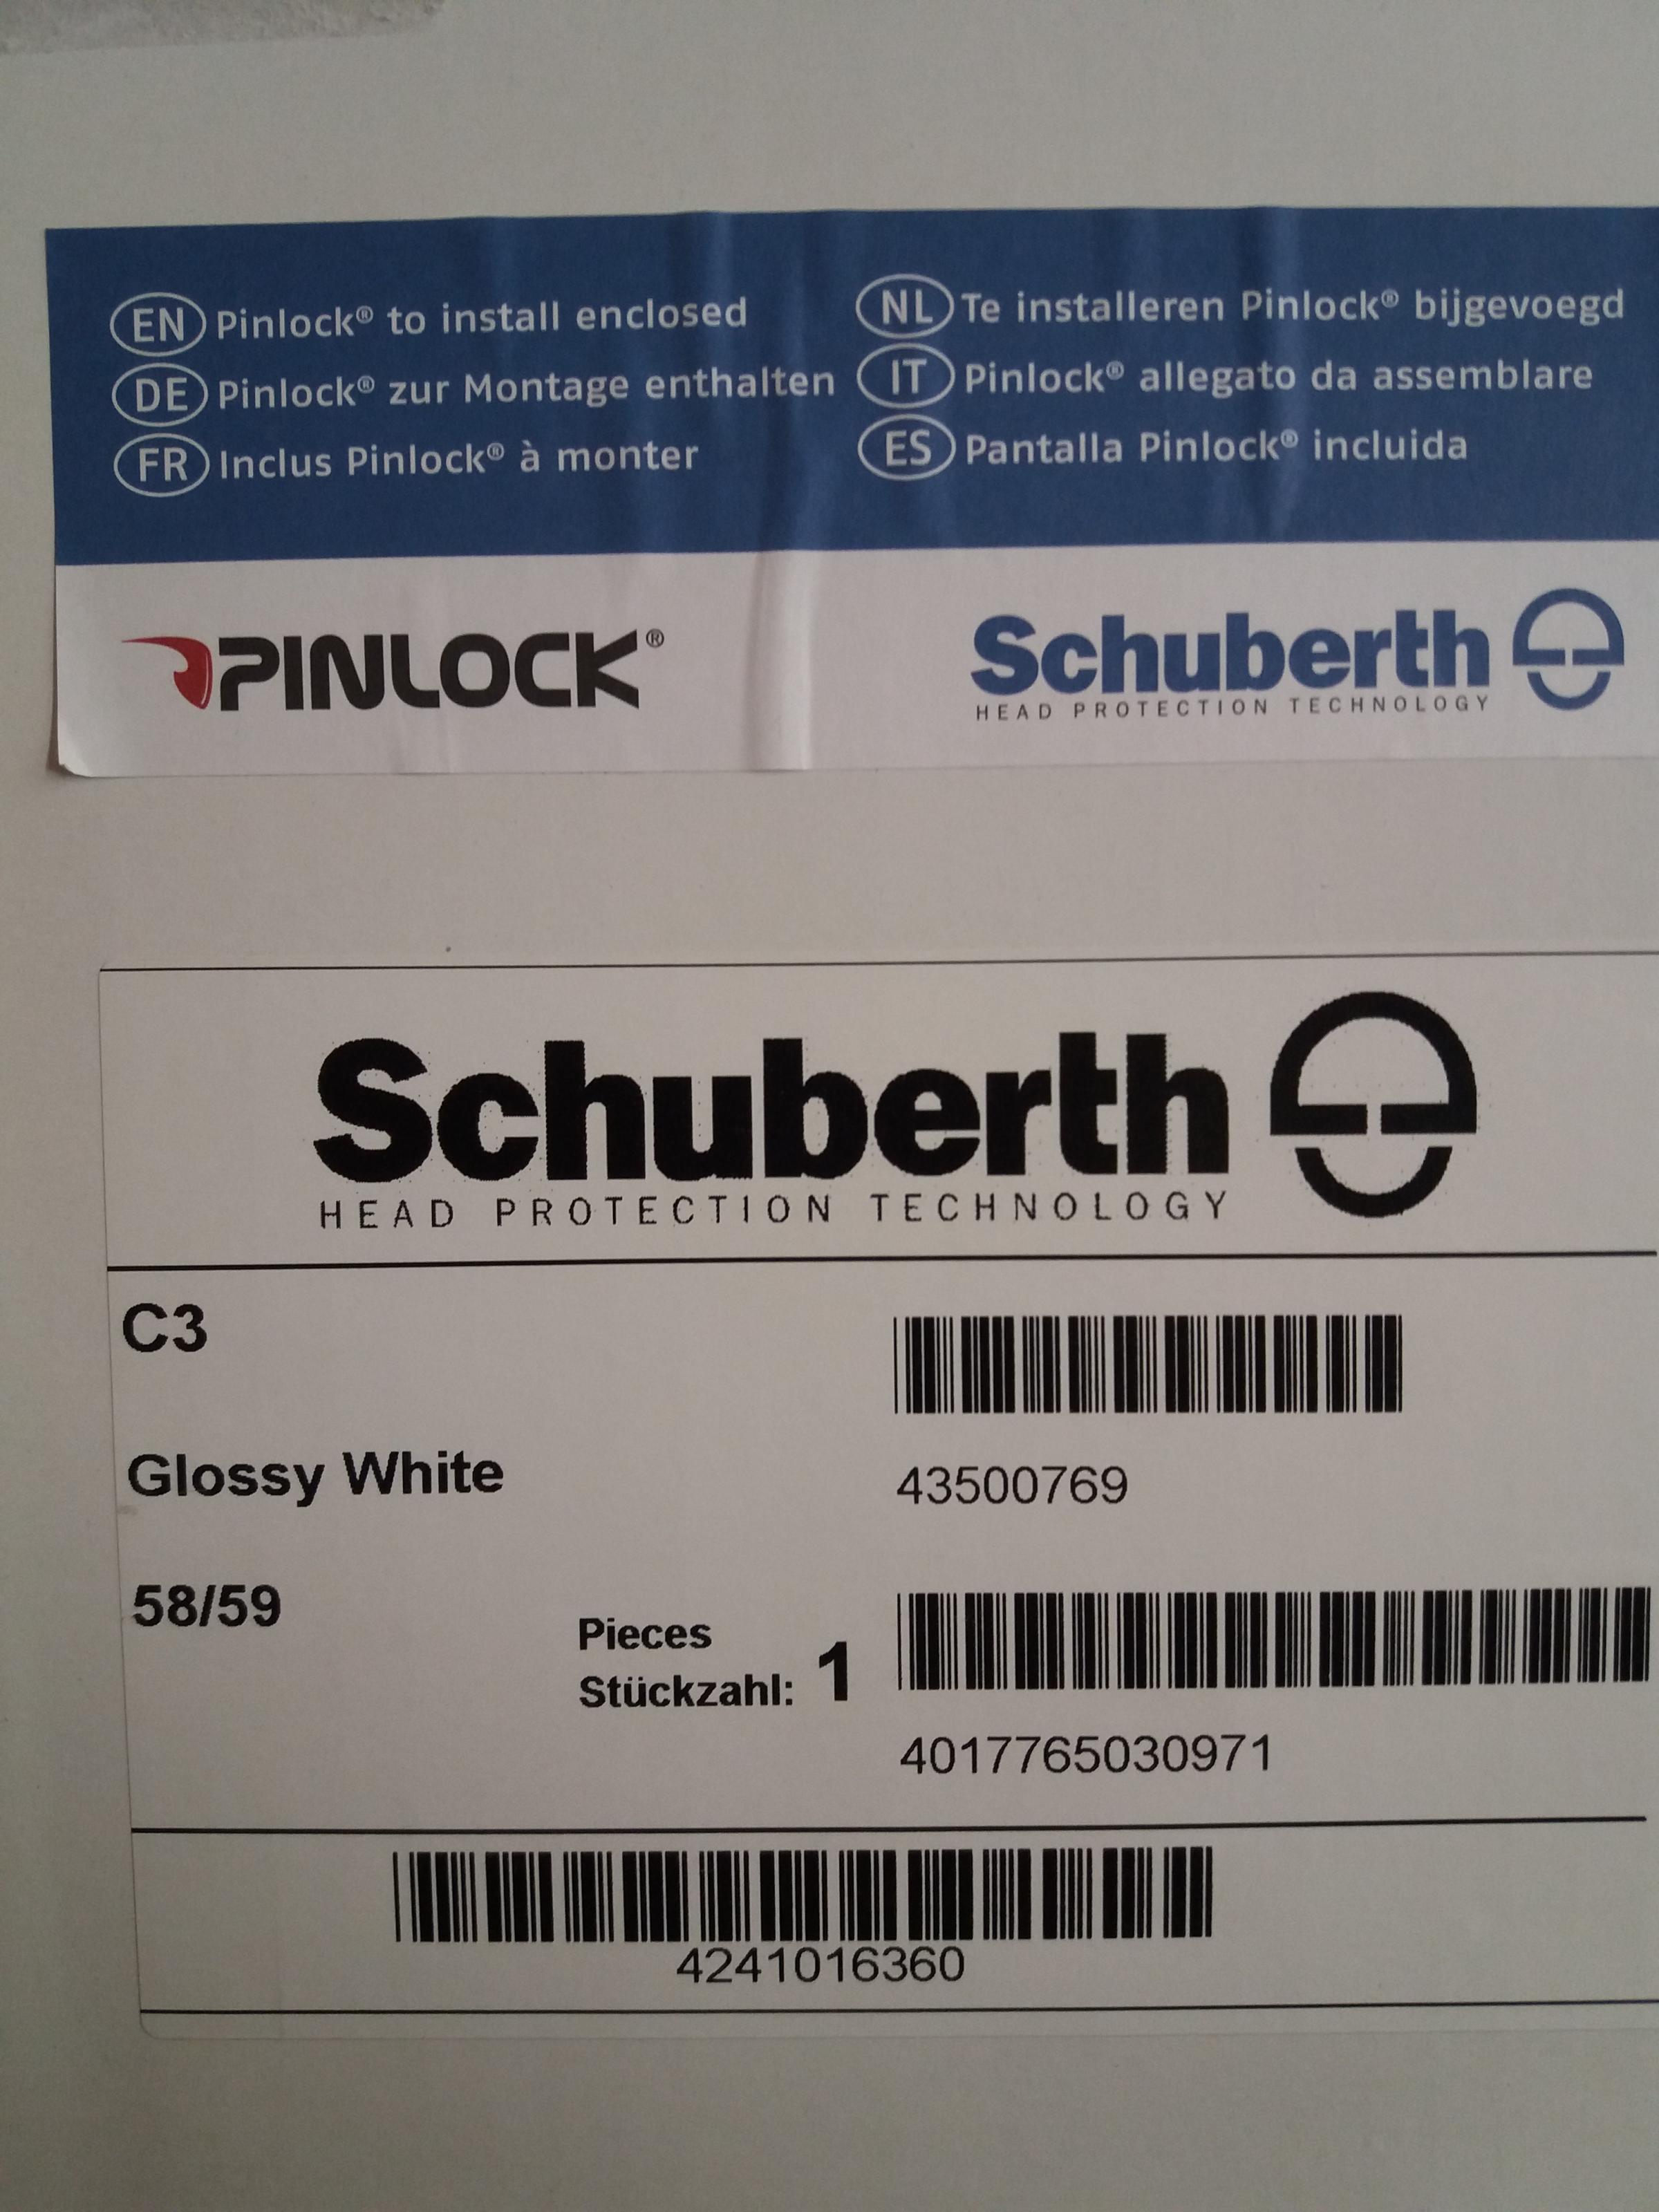 EN Pinlock® to install enclosed
DE Pinlock® zur Montage enthalten
FR Inclus Pinlock® à monter
NL Te installeren Pinlock® bijgevoegd
IT Pinlock® allegato da assemblare
ES Pantalla Pinlock® incluida
PINLOCK®
Schuberth
HEAD PROTECTION TECHNOLOGY
Schuberth
HEAD PROTECTION TECHNOLOGY
C3
Glossy White
43500769
58/59
Pieces
Stückzahl: 1
4017765030971
4241016360